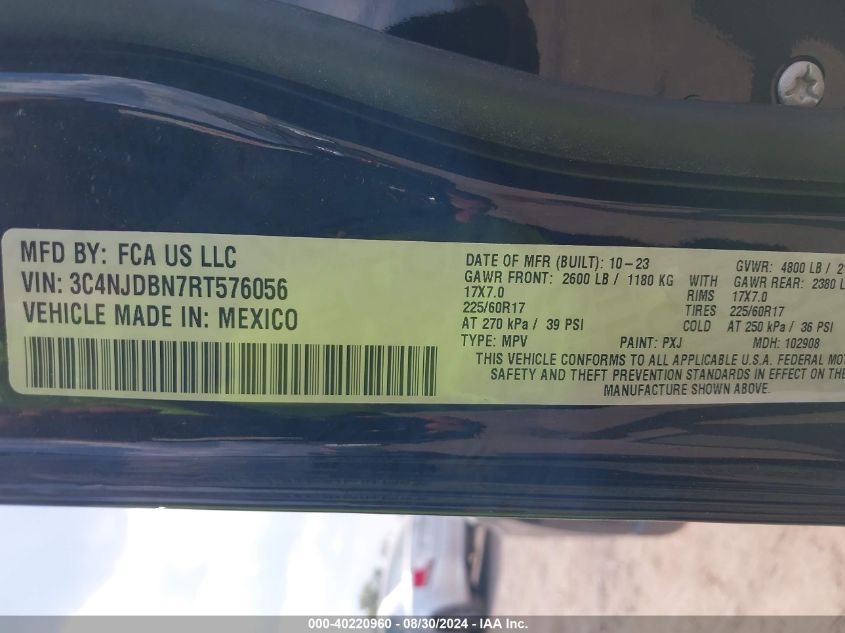 MFD BY: FCA US LLC
VIN: 3C4NJDBN7RT576056
VEHICLE MADE IN: MEXICO
DATE OF MFR (BUILT): 10-23 GVWR: 4800 LB
GAWR FRONT: 2600 LB / 1180 KG WITH GAWR REAR: 2380 L
17X7.0 RIMS 17X7.0
225/60R17 TIRES 225/60R17
AT 270 kPa / 39 PSI COLD AT 250 kPa / 36 PSI
TYPE: MPV PAINT: PXJ MDH: 102908
THIS VEHICLE CONFORMS TO ALL APPLICABLE U.S.A. FEDERAL MOT
SAFETY AND THEFT PREVENTION STANDARDS IN EFFECT ON THE
MANUFACTURE SHOWN ABOVE.
000-40220960 - 08/30/2024 - IAA Inc.